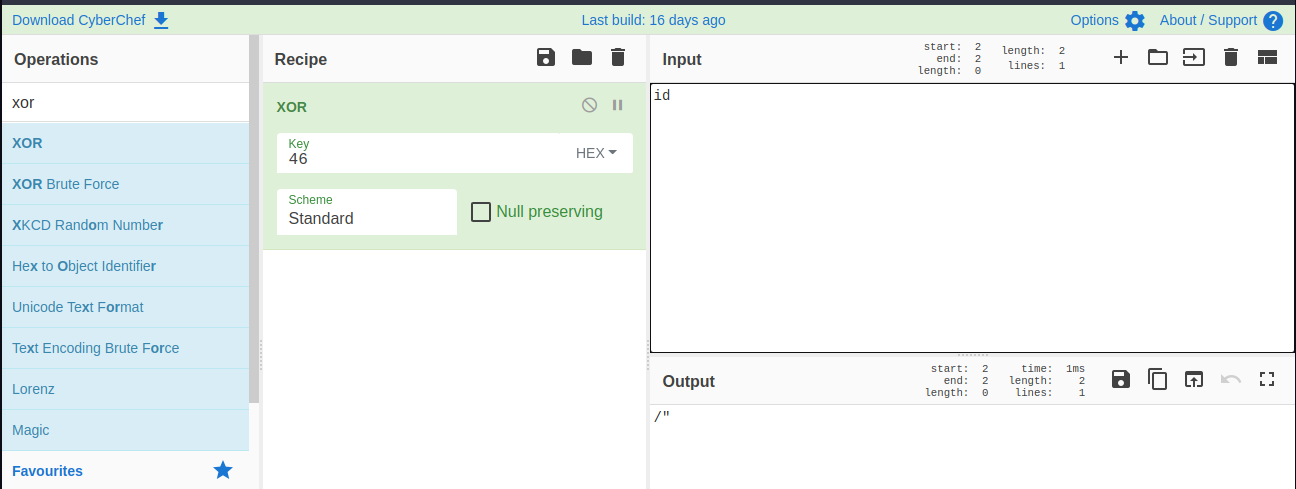 Download CyberChef
Last build: 16 days ago
Options
About / Support
Operations
xor
XOR
XOR Brute Force
XKCD Random Number
Hex to Object Identifier
Unicode Text Format
Text Encoding Brute Force
Lorenz
Magic
Favourites
Recipe
XOR
Key
46
HEX
Scheme
Standard
Null preserving
Input
start: 2
end: 2
length: 0
length: 2
lines: 1
id
Output
start: 2
end: 2
length: 0
time: 1ms
length: 2
lines: 1
/"